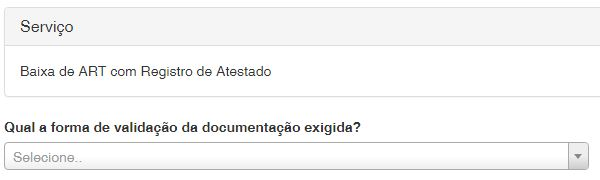 Serviço
Baixa de ART com Registro de Atestado
Qual a forma de validação da documentação exigida?
Selecione..